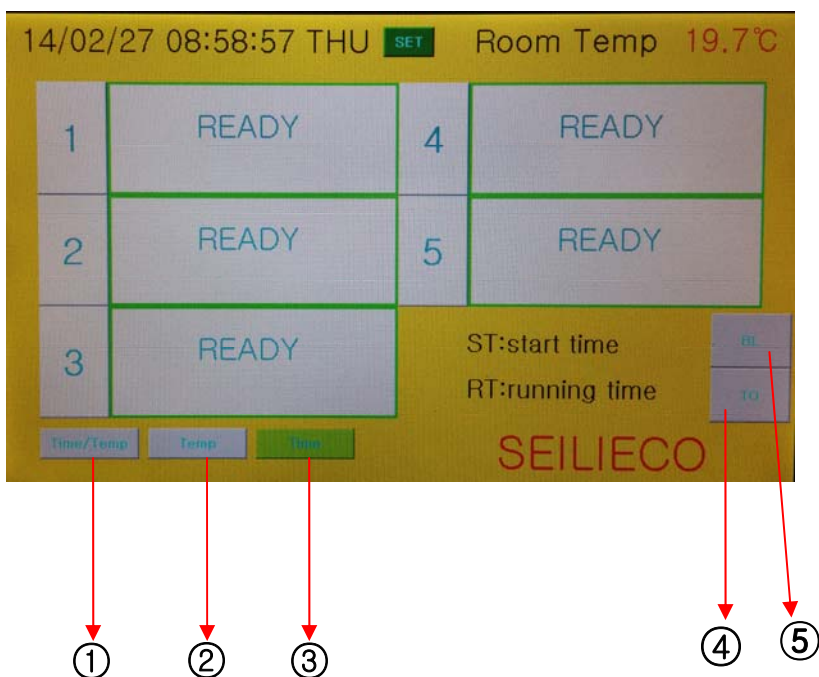 14/02/27 08:58:57 THU SET Room Temp 19.7℃
1 READY 4 READY
2 READY 5 READY
3 READY
ST:start time BL
RT:running time TO
Time/Temp Temp Time
SEILIECO
① ② ③ ④ ⑤